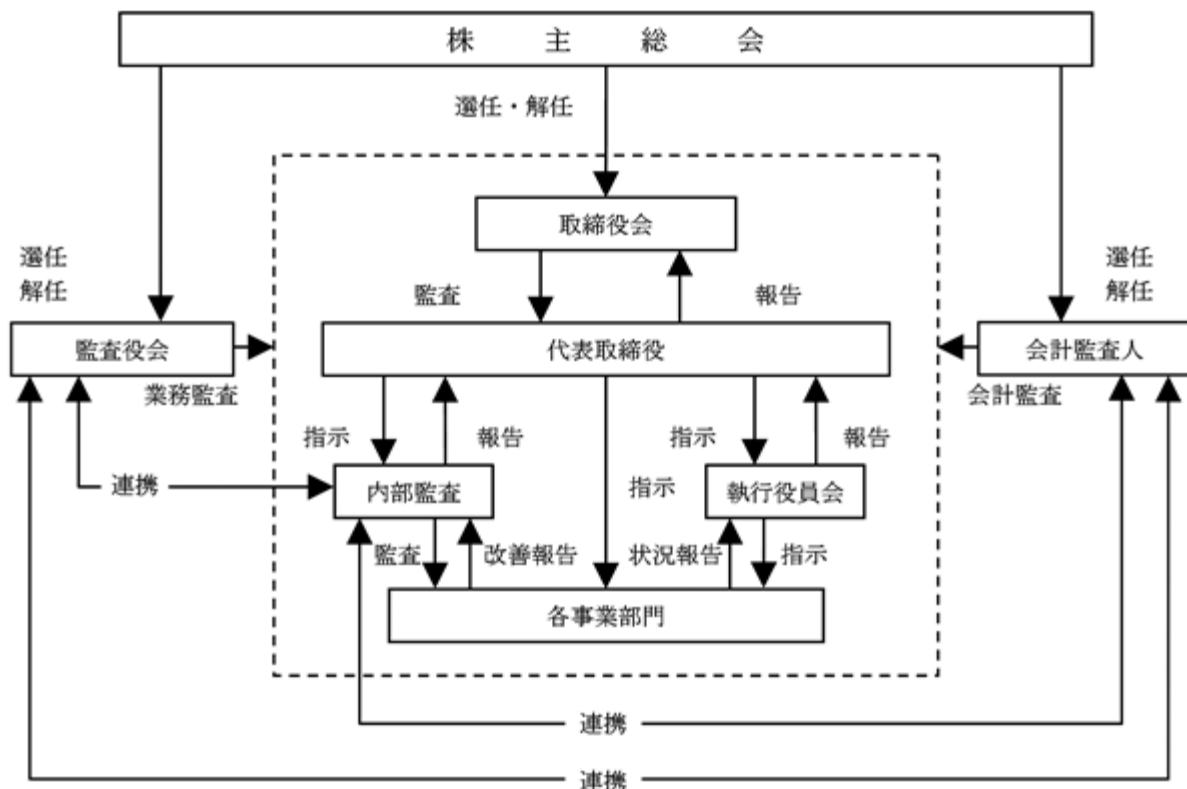 株主総会
選任・解任
取締役会
選任
解任
選任
解任
監査
報告
監査役会
代表取締役
会計監査人
業務監査
会計監査
指示
報告
指示
報告
連携
内部監査
指示
執行役員会
監査
改善報告
状況報告
指示
各事業部門
連携
連携